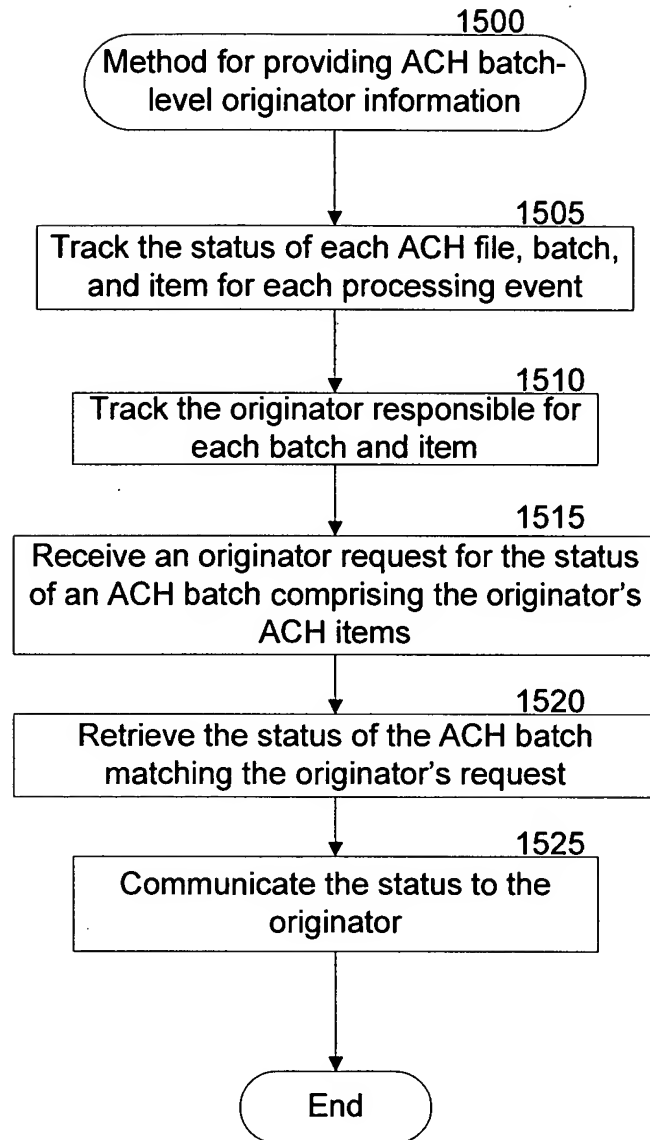 1500
Method for providing ACH batch-
level originator information
1505
Track the status of each ACH file, batch,
and item for each processing event
1510
Track the originator responsible for
each batch and item
1515
Receive an originator request for the status
of an ACH batch comprising the originator's
ACH items
1520
Retrieve the status of the ACH batch
matching the originator's request
1525
Communicate the status to the
originator
End